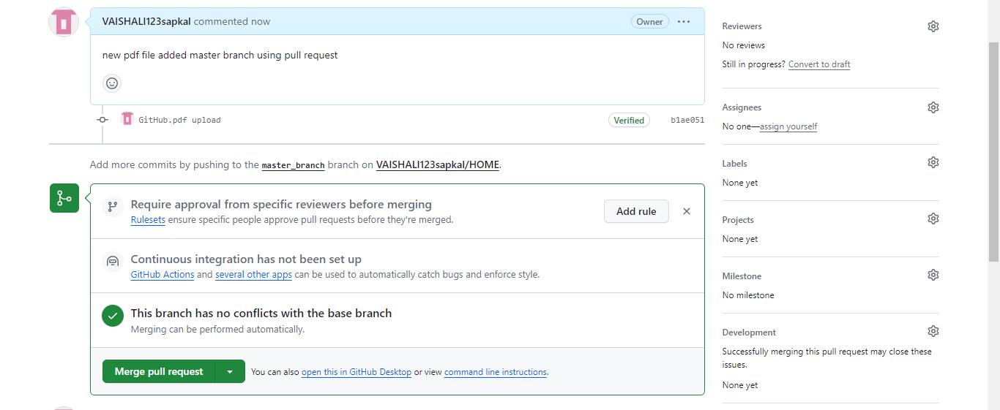 VAISHALI123sapkal commented now
Owner
new pdf file added master branch using pull request
GitHub.pdf upload
Verified
b1ae051
Add more commits by pushing to the master_branch branch on VAISHALI123sapkal/HOME.
Require approval from specific reviewers before merging
Rulesets ensure specific people approve pull requests before they're merged.
Add rule
Continuous integration has not been set up
GitHub Actions and several other apps can be used to automatically catch bugs and enforce style.
This branch has no conflicts with the base branch
Merging can be performed automatically.
Merge pull request
You can also open this in GitHub Desktop or view command line instructions.
Reviewers
No reviews
Still in progress? Convert to draft
Assignees
No one—assign yourself
Labels
None yet
Projects
None yet
Milestone
No milestone
Development
Successfully merging this pull request may close these
issues.
None yet